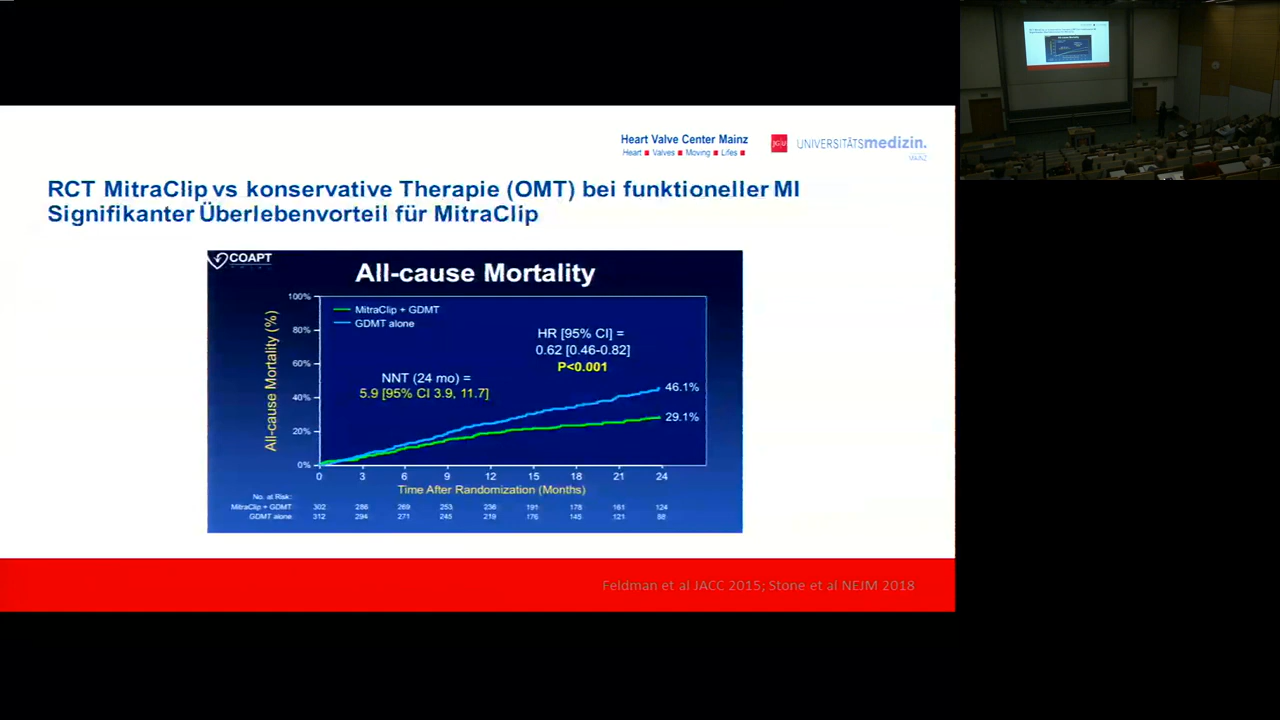 Heart Valve Center Mainz
Heart ■ Valves ■ Moving ■ Lifes ■
JGU UNIVERSITÄTSmedizin.
MAINZ
RCT MitraClip vs konservative Therapie (OMT) bei funktioneller MI
Signifikanter Überlebenvorteil für MitraClip
COAPT
All-cause Mortality
100%
80%
60%
40%
20%
0%
All-cause Mortality (%)
MitraClip + GDMT
GDMT alone
HR [95% CI] =
0.62 [0.46-0.82]
P<0.001
NNT (24 mo) =
5.9 [95% CI 3.9, 11.7]
46.1%
29.1%
0 3 6 9 12 15 18 21 24
Time After Randomization (Months)
No. at Risk:
MitraClip + GDMT 302 286 269 253 236 191 178 161 124
GDMT alone 312 294 271 245 219 176 145 121 88
Feldman et al JACC 2015; Stone et al NEJM 2018